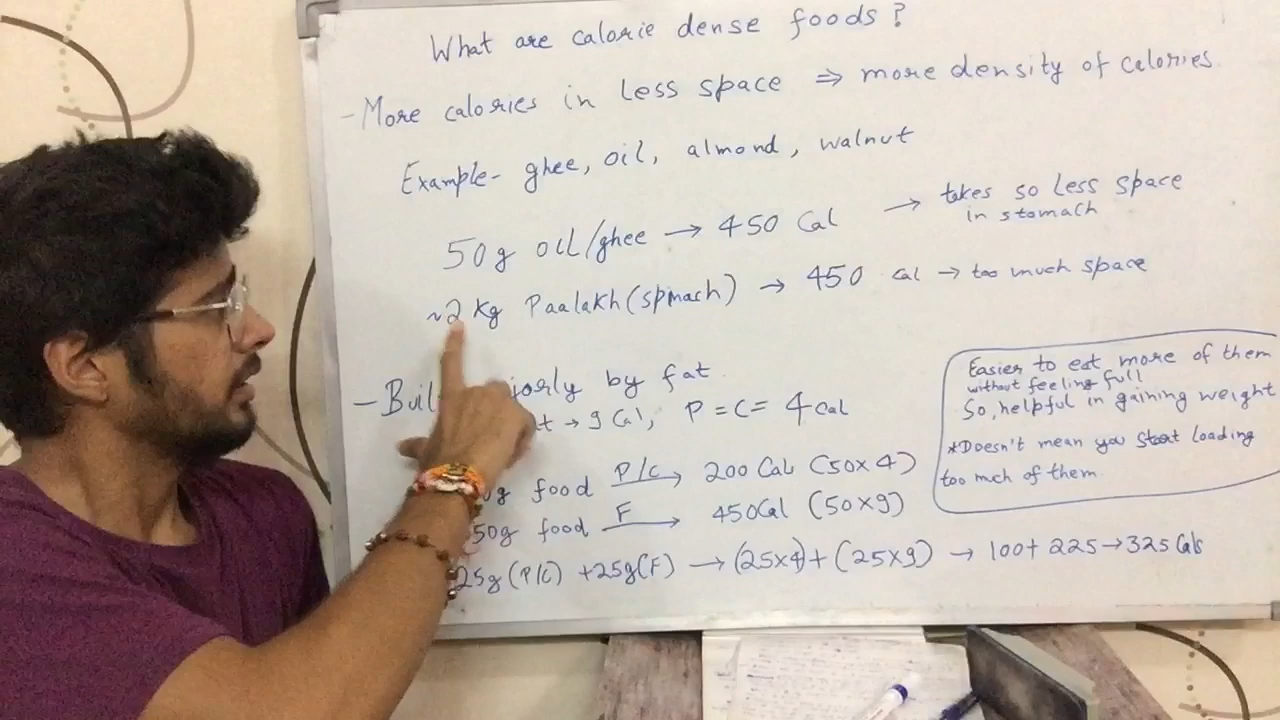 What are calorie dense foods?
- More calories in less space ⇒ more density of calories.
Example- ghee, oil, almond, walnut
50g oil/ghee → 450 Cal → takes so less space
in stomach
~2 Kg Paalakh(spinach) → 450 Cal → too much space
- Buil jorly by fat
t → 9 Cal, P = C = 4 Cal
g food P/C → 200 Cal (50x4)
50g food F → 450Cal (50x9)
25g (P/C) +25g(F) → (25x4)+ (25x9) → 100+ 225→325 Cals
Easier to eat more of them
without feeling full
So, helpful in gaining weight
*Doesn't mean you start loading
too mch of them.